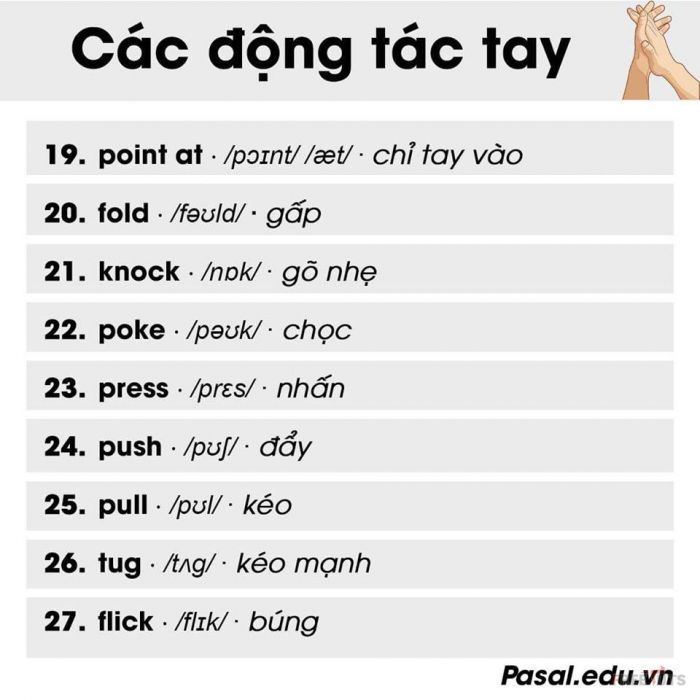 Các động tác tay
19. point at · /pɔɪnt/ /æt/ · chỉ tay vào
20. fold · /fəʊld/ · gấp
21. knock · /nɒk/ · gõ nhẹ
22. poke · /pəʊk/ · chọc
23. press · /prɛs/ · nhấn
24. push · /pʊʃ/ · đẩy
25. pull · /pʊl/ · kéo
26. tug · /tʌg/ · kéo mạnh
27. flick · /flɪk/ · búng
Pasal.edu.vn